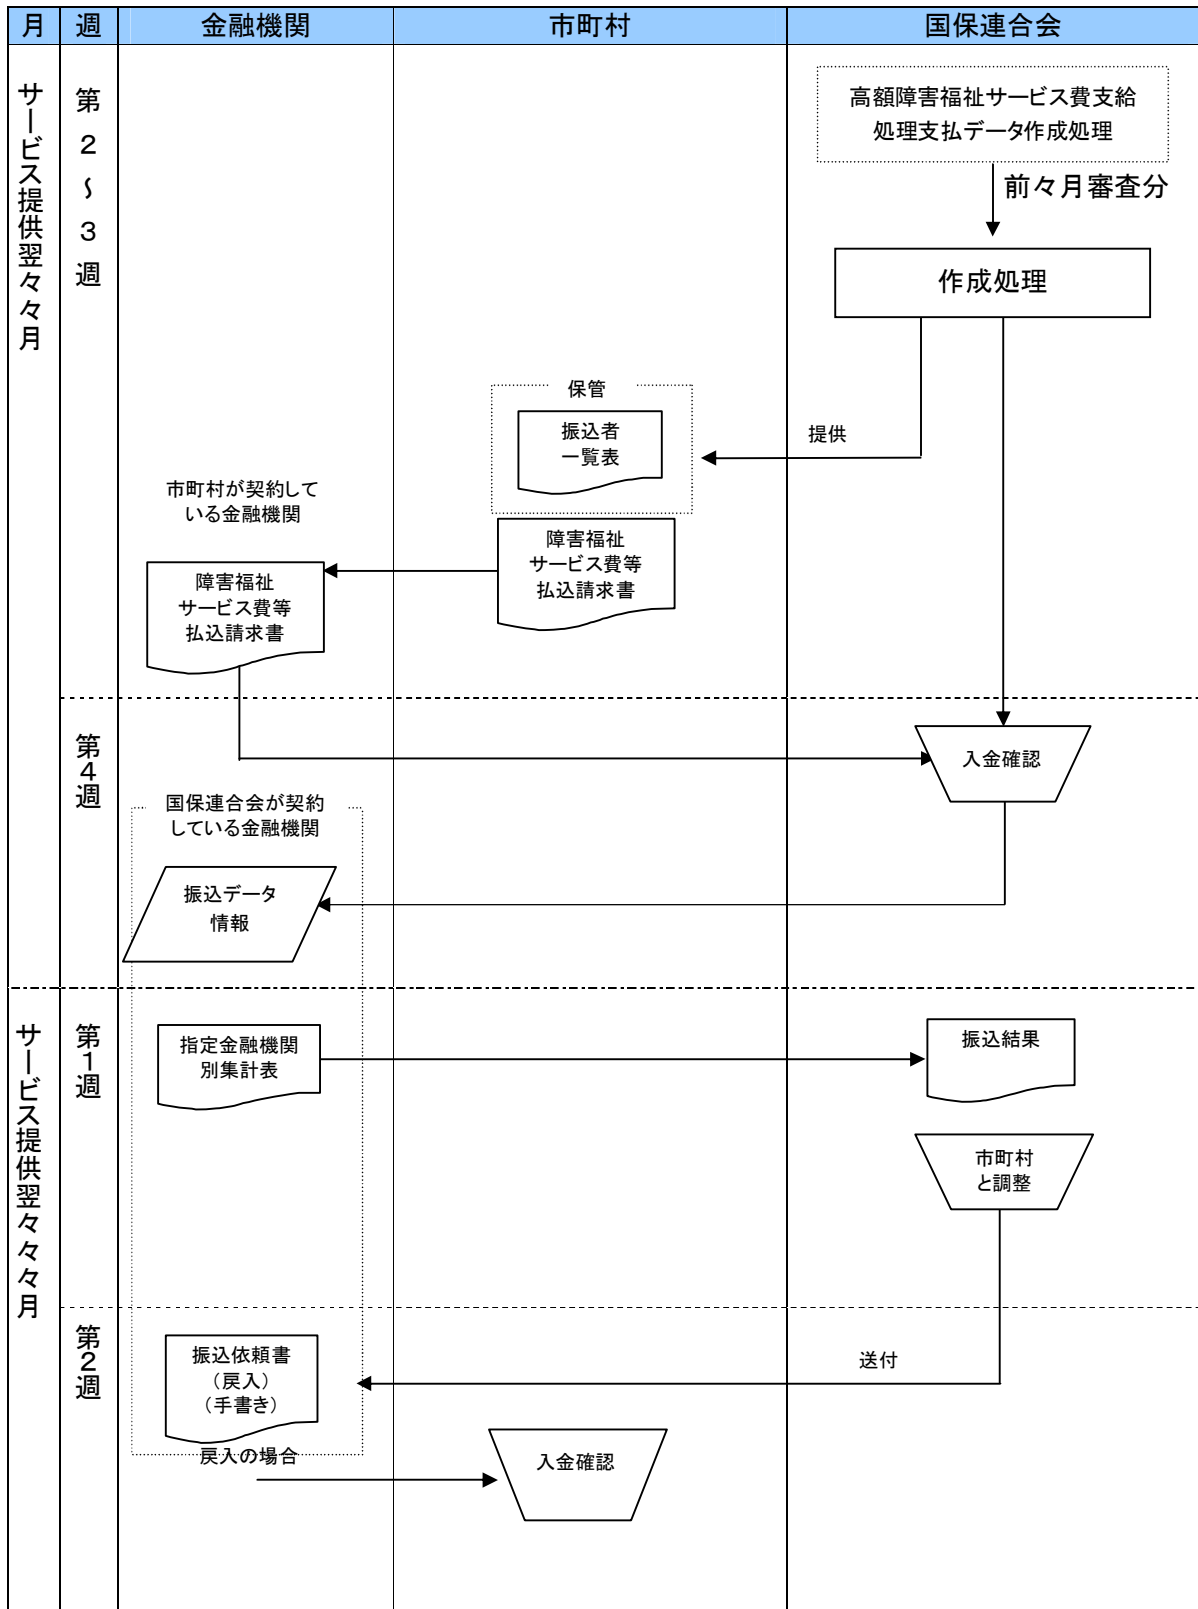 月 週 金融機関 市町村 国保連合会
サービス提供翌々々月
第２～３週
高額障害福祉サービス費支給
処理支払データ作成処理
前々月審査分
作成処理
保管
振込者
一覧表
提供
市町村が契約して
いる金融機関
障害福祉
サービス費等
払込請求書
障害福祉
サービス費等
払込請求書
第４週
入金確認
国保連合会が契約
している金融機関
振込データ
情報
サービス提供翌々々々月
第１週
指定金融機関
別集計表
振込結果
市町村
と調整
第２週
振込依頼書
（戻入）
（手書き）
送付
戻入の場合
入金確認